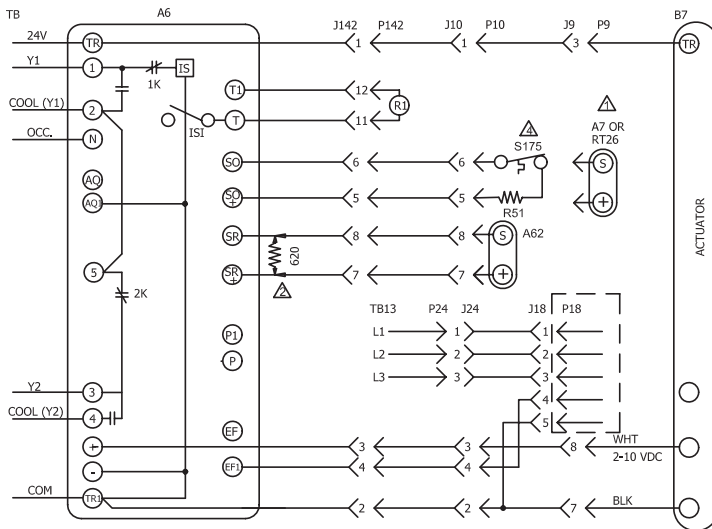 TB A6 J142 P142 J10 P10 J9 P9 B7
24V TR 1 1 3 TR
Y1 1 1K IS
T1 12
R1
COOL (Y1) 2 ISI T 11
1
A7 OR
RT26
4
S175
OCC. N
SO 6 6 S
AQ
AQ1 SO+ 5 5 R51 +
SR 8 8 S A62
620
5 SR+ 7 7 +
2
2K
ACTUATOR
TB13 P24 J24 J18 P18
L1 1 1
P1
L2 2 2
P
L3 3 3
Y2 3 4
COOL (Y2) 4 5
EF
+ 3 3 8 WHT
2-10 VDC
- EF1 4 4
COM TR1 2 2 7 BLK